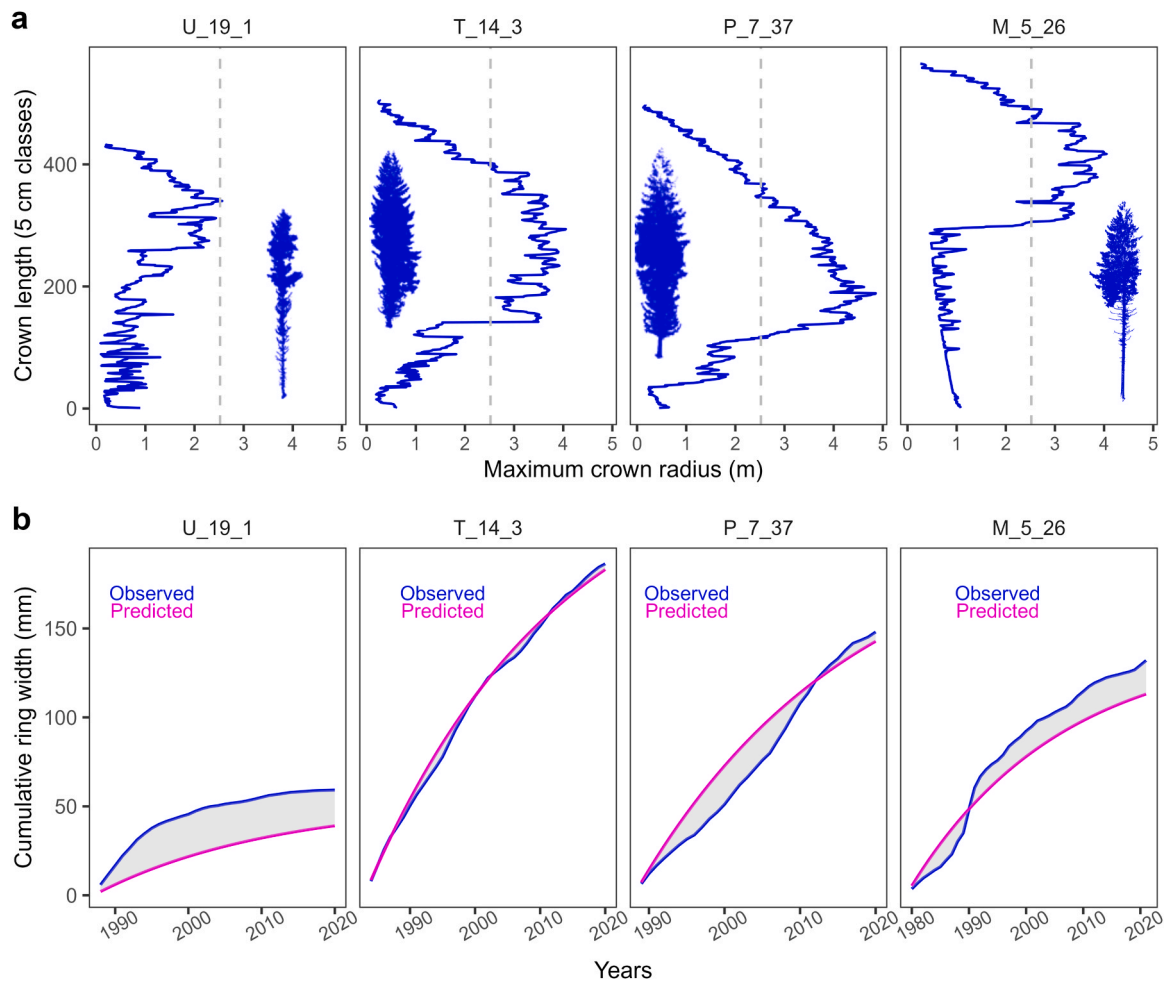 a
U_19_1 T_14_3 P_7_37 M_5_26
Crown length (5 cm classes)
400
200
0
0 1 2 3 4 5 0 1 2 3 4 5 0 1 2 3 4 5 0 1 2 3 4 5
Maximum crown radius (m)
b
U_19_1 T_14_3 P_7_37 M_5_26
Cumulative ring width (mm)
Observed Observed Observed Observed
Predicted Predicted Predicted Predicted
150
100
50
0
1990 2000 2010 2020 1990 2000 2010 2020 1990 2000 2010 2020 1980 1990 2000 2010 2020
Years